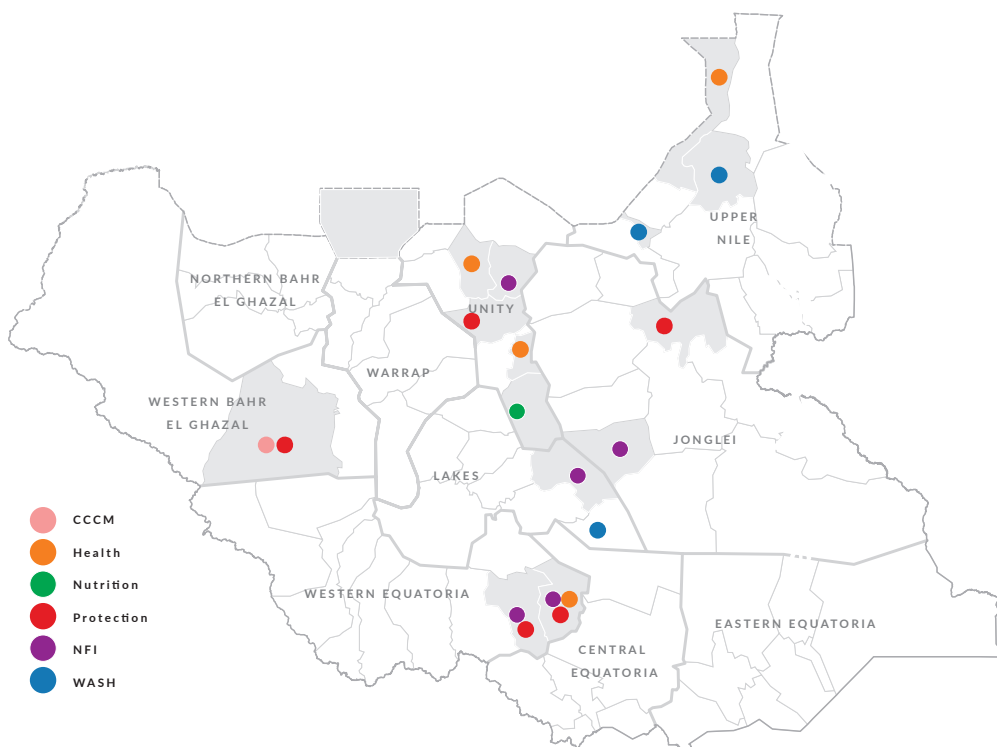 UPPER
NILE
NORTHERN BAHR
EL GHAZAL
UNITY
WARRAP
WESTERN BAHR
EL GHAZAL
JONGLEI
LAKES
CCCM
Health
Nutrition
Protection
NFI
WASH
WESTERN EQUATORIA
EASTERN EQUATORIA
CENTRAL
EQUATORIA